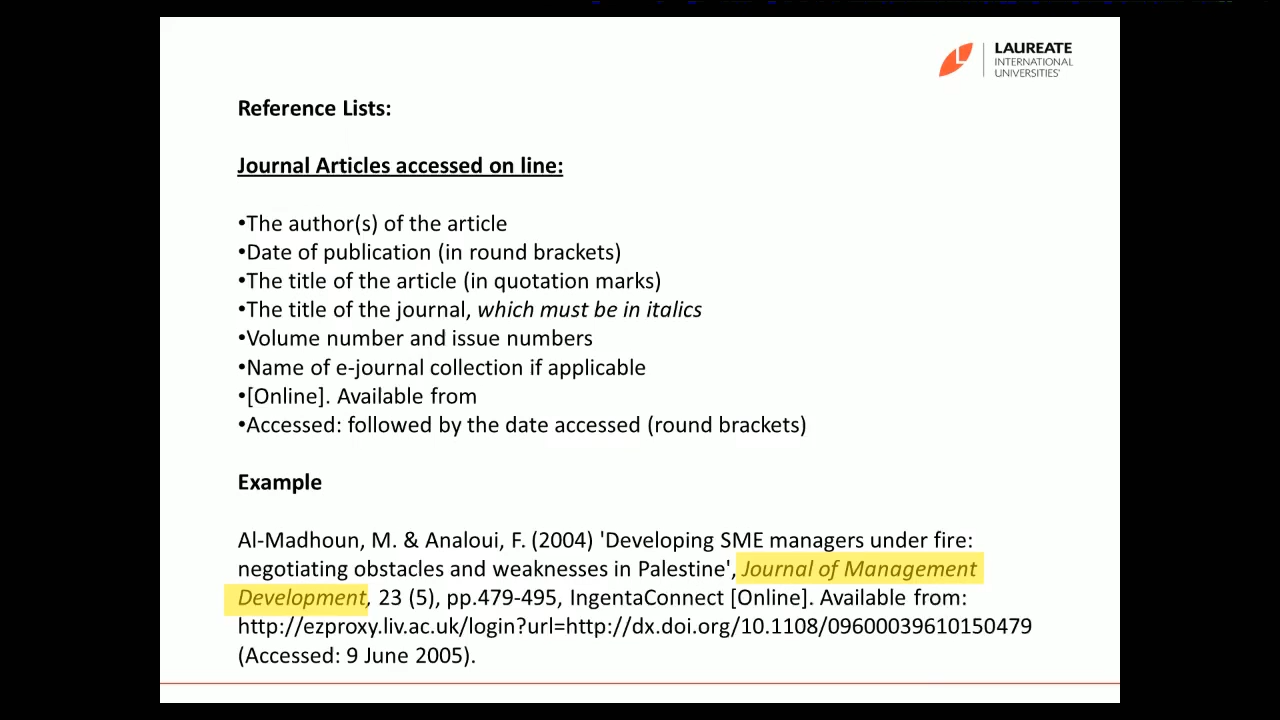 LAUREATE
INTERNATIONAL
UNIVERSITIES'
Reference Lists:
Journal Articles accessed on line:
•The author(s) of the article
•Date of publication (in round brackets)
•The title of the article (in quotation marks)
•The title of the journal, which must be in italics
•Volume number and issue numbers
•Name of e-journal collection if applicable
•[Online]. Available from
•Accessed: followed by the date accessed (round brackets)
Example
Al-Madhoun, M. & Analoui, F. (2004) 'Developing SME managers under fire:
negotiating obstacles and weaknesses in Palestine', Journal of Management
Development, 23 (5), pp.479-495, IngentaConnect [Online]. Available from:
http://ezproxy.liv.ac.uk/login?url=http://dx.doi.org/10.1108/09600039610150479
(Accessed: 9 June 2005).